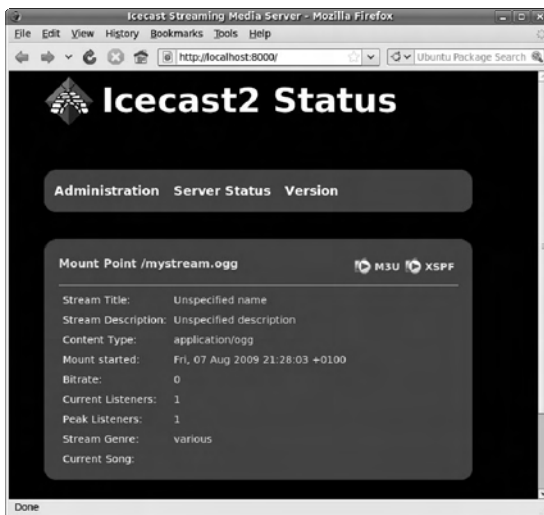 Icecast Streaming Media Server - Mozilla Firefox
File Edit View History Bookmarks Tools Help
http://localhost:8000/ Ubuntu Package Search
Icecast2 Status
Administration Server Status Version
Mount Point /mystream.ogg M3U XSPF
Stream Title: Unspecified name
Stream Description: Unspecified description
Content Type: application/ogg
Mount started: Fri, 07 Aug 2009 21:28:03 +0100
Bitrate: 0
Current Listeners: 1
Peak Listeners: 1
Stream Genre: various
Current Song:
Done